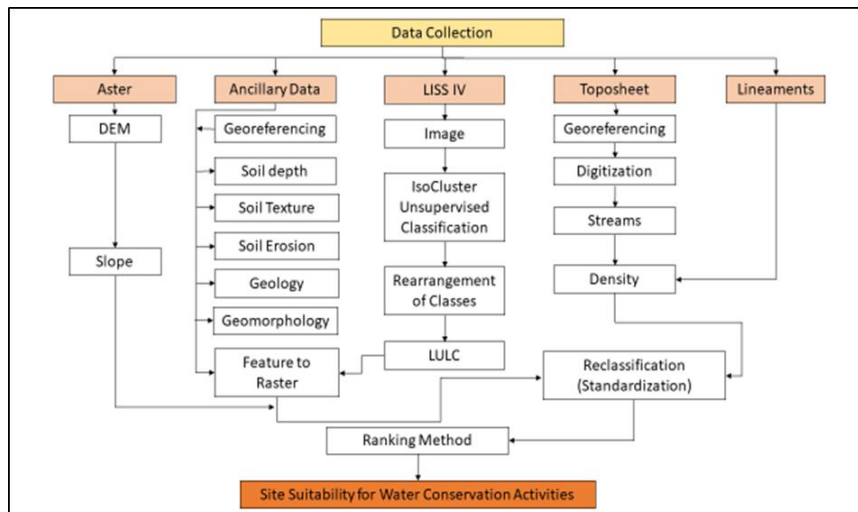 Data Collection
Aster
Ancillary Data
LISS IV
Toposheet
Lineaments
DEM
Georeferencing
Image
Georeferencing
Soil depth
IsoCluster
Unsupervised
Classification
Digitization
Soil Texture
Streams
Soil Erosion
Slope
Geology
Rearrangement
of Classes
Density
Geomorphology
LULC
Feature to
Raster
Reclassification
(Standardization)
Ranking Method
Site Suitability for Water Conservation Activities